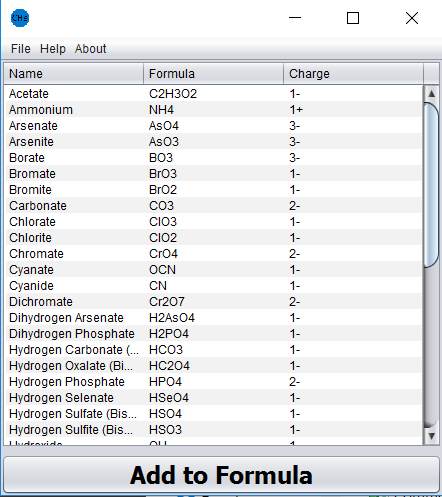 CHe
File Help About
Name Formula Charge
Acetate C2H3O2 1-
Ammonium NH4 1+
Arsenate AsO4 3-
Arsenite AsO3 3-
Borate BO3 3-
Bromate BrO3 1-
Bromite BrO2 1-
Carbonate CO3 2-
Chlorate ClO3 1-
Chlorite ClO2 1-
Chromate CrO4 2-
Cyanate OCN 1-
Cyanide CN 1-
Dichromate Cr2O7 2-
Dihydrogen Arsenate H2AsO4 1-
Dihydrogen Phosphate H2PO4 1-
Hydrogen Carbonate (... HCO3 1-
Hydrogen Oxalate (Bi... HC2O4 1-
Hydrogen Phosphate HPO4 2-
Hydrogen Selenate HSeO4 1-
Hydrogen Sulfate (Bis... HSO4 1-
Hydrogen Sulfite (Bis... HSO3 1-
Hydroxide OH 1-
Add to Formula